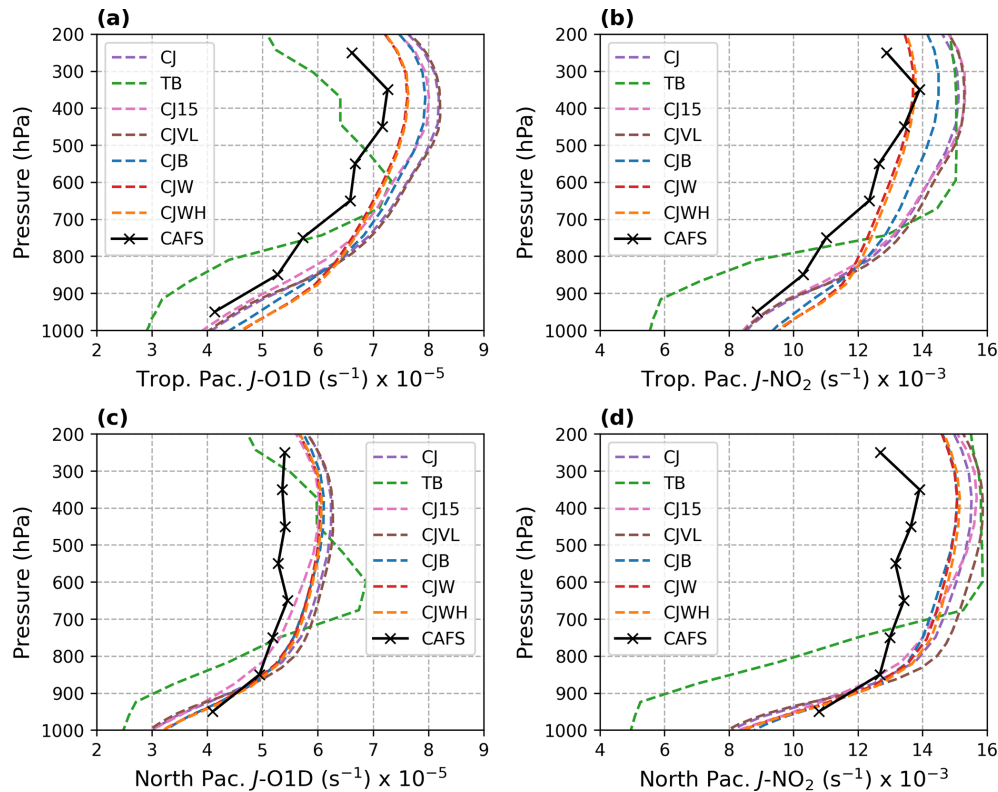 (a)
200
300
400
500
600
700
800
900
1000
Pressure (hPa)
CJ
TB
CJ15
CJVL
CJB
CJW
CJWH
CAFS
2 3 4 5 6 7 8 9
Trop. Pac. J-O1D (s⁻¹) x 10⁻⁵
(b)
200
300
400
500
600
700
800
900
1000
Pressure (hPa)
CJ
TB
CJ15
CJVL
CJB
CJW
CJWH
CAFS
4 6 8 10 12 14 16
Trop. Pac. J-NO₂ (s⁻¹) x 10⁻³
(c)
200
300
400
500
600
700
800
900
1000
Pressure (hPa)
CJ
TB
CJ15
CJVL
CJB
CJW
CJWH
CAFS
2 3 4 5 6 7 8 9
North Pac. J-O1D (s⁻¹) x 10⁻⁵
(d)
200
300
400
500
600
700
800
900
1000
Pressure (hPa)
CJ
TB
CJ15
CJVL
CJB
CJW
CJWH
CAFS
4 6 8 10 12 14 16
North Pac. J-NO₂ (s⁻¹) x 10⁻³